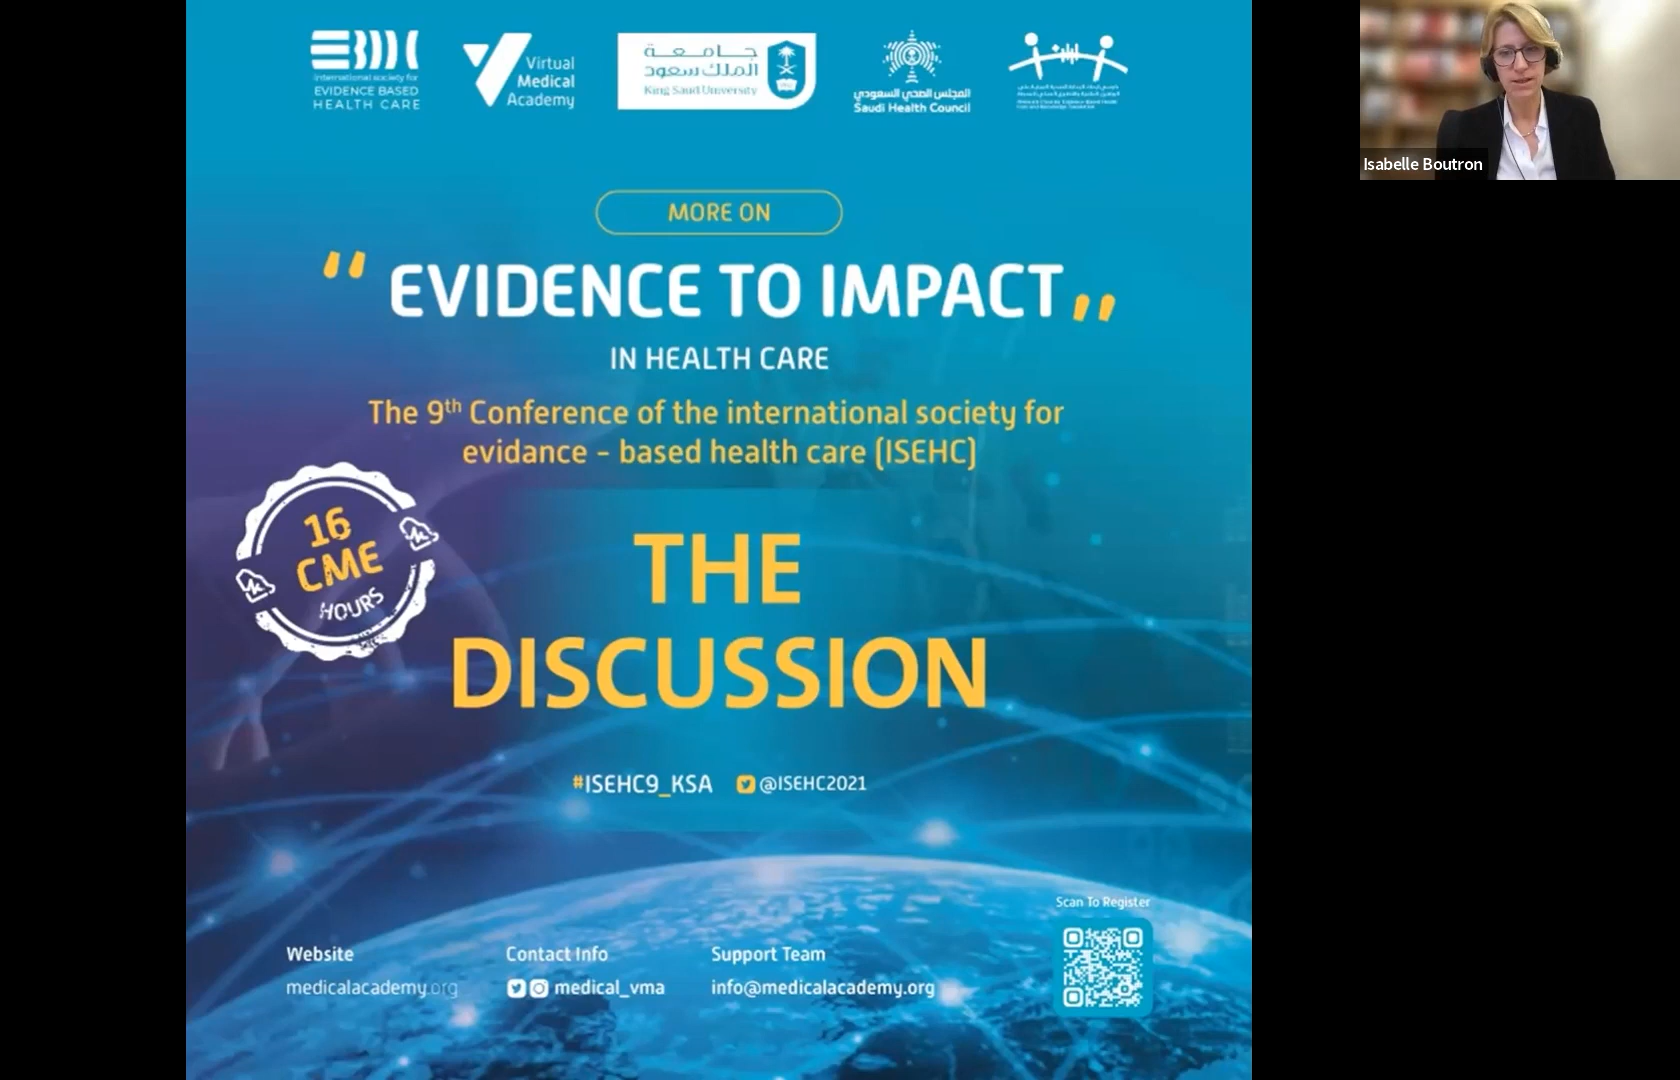 International society for
EVIDENCE BASED
HEALTH CARE
Virtual
Medical
Academy
جامعة
الملك سعود
King Saud University
المجلس الصحي السعودي
Saudi Health Council
Isabelle Boutron
MORE ON
" EVIDENCE TO IMPACT "
IN HEALTH CARE
The 9th Conference of the international society for
evidance - based health care (ISEHC)
16
CME
HOURS
THE
DISCUSSION
#ISEHC9_KSA @ISEHC2021
Scan To Register
Website
medicalacademy.org
Contact Info
medical_vma
Support Team
info@medicalacademy.org